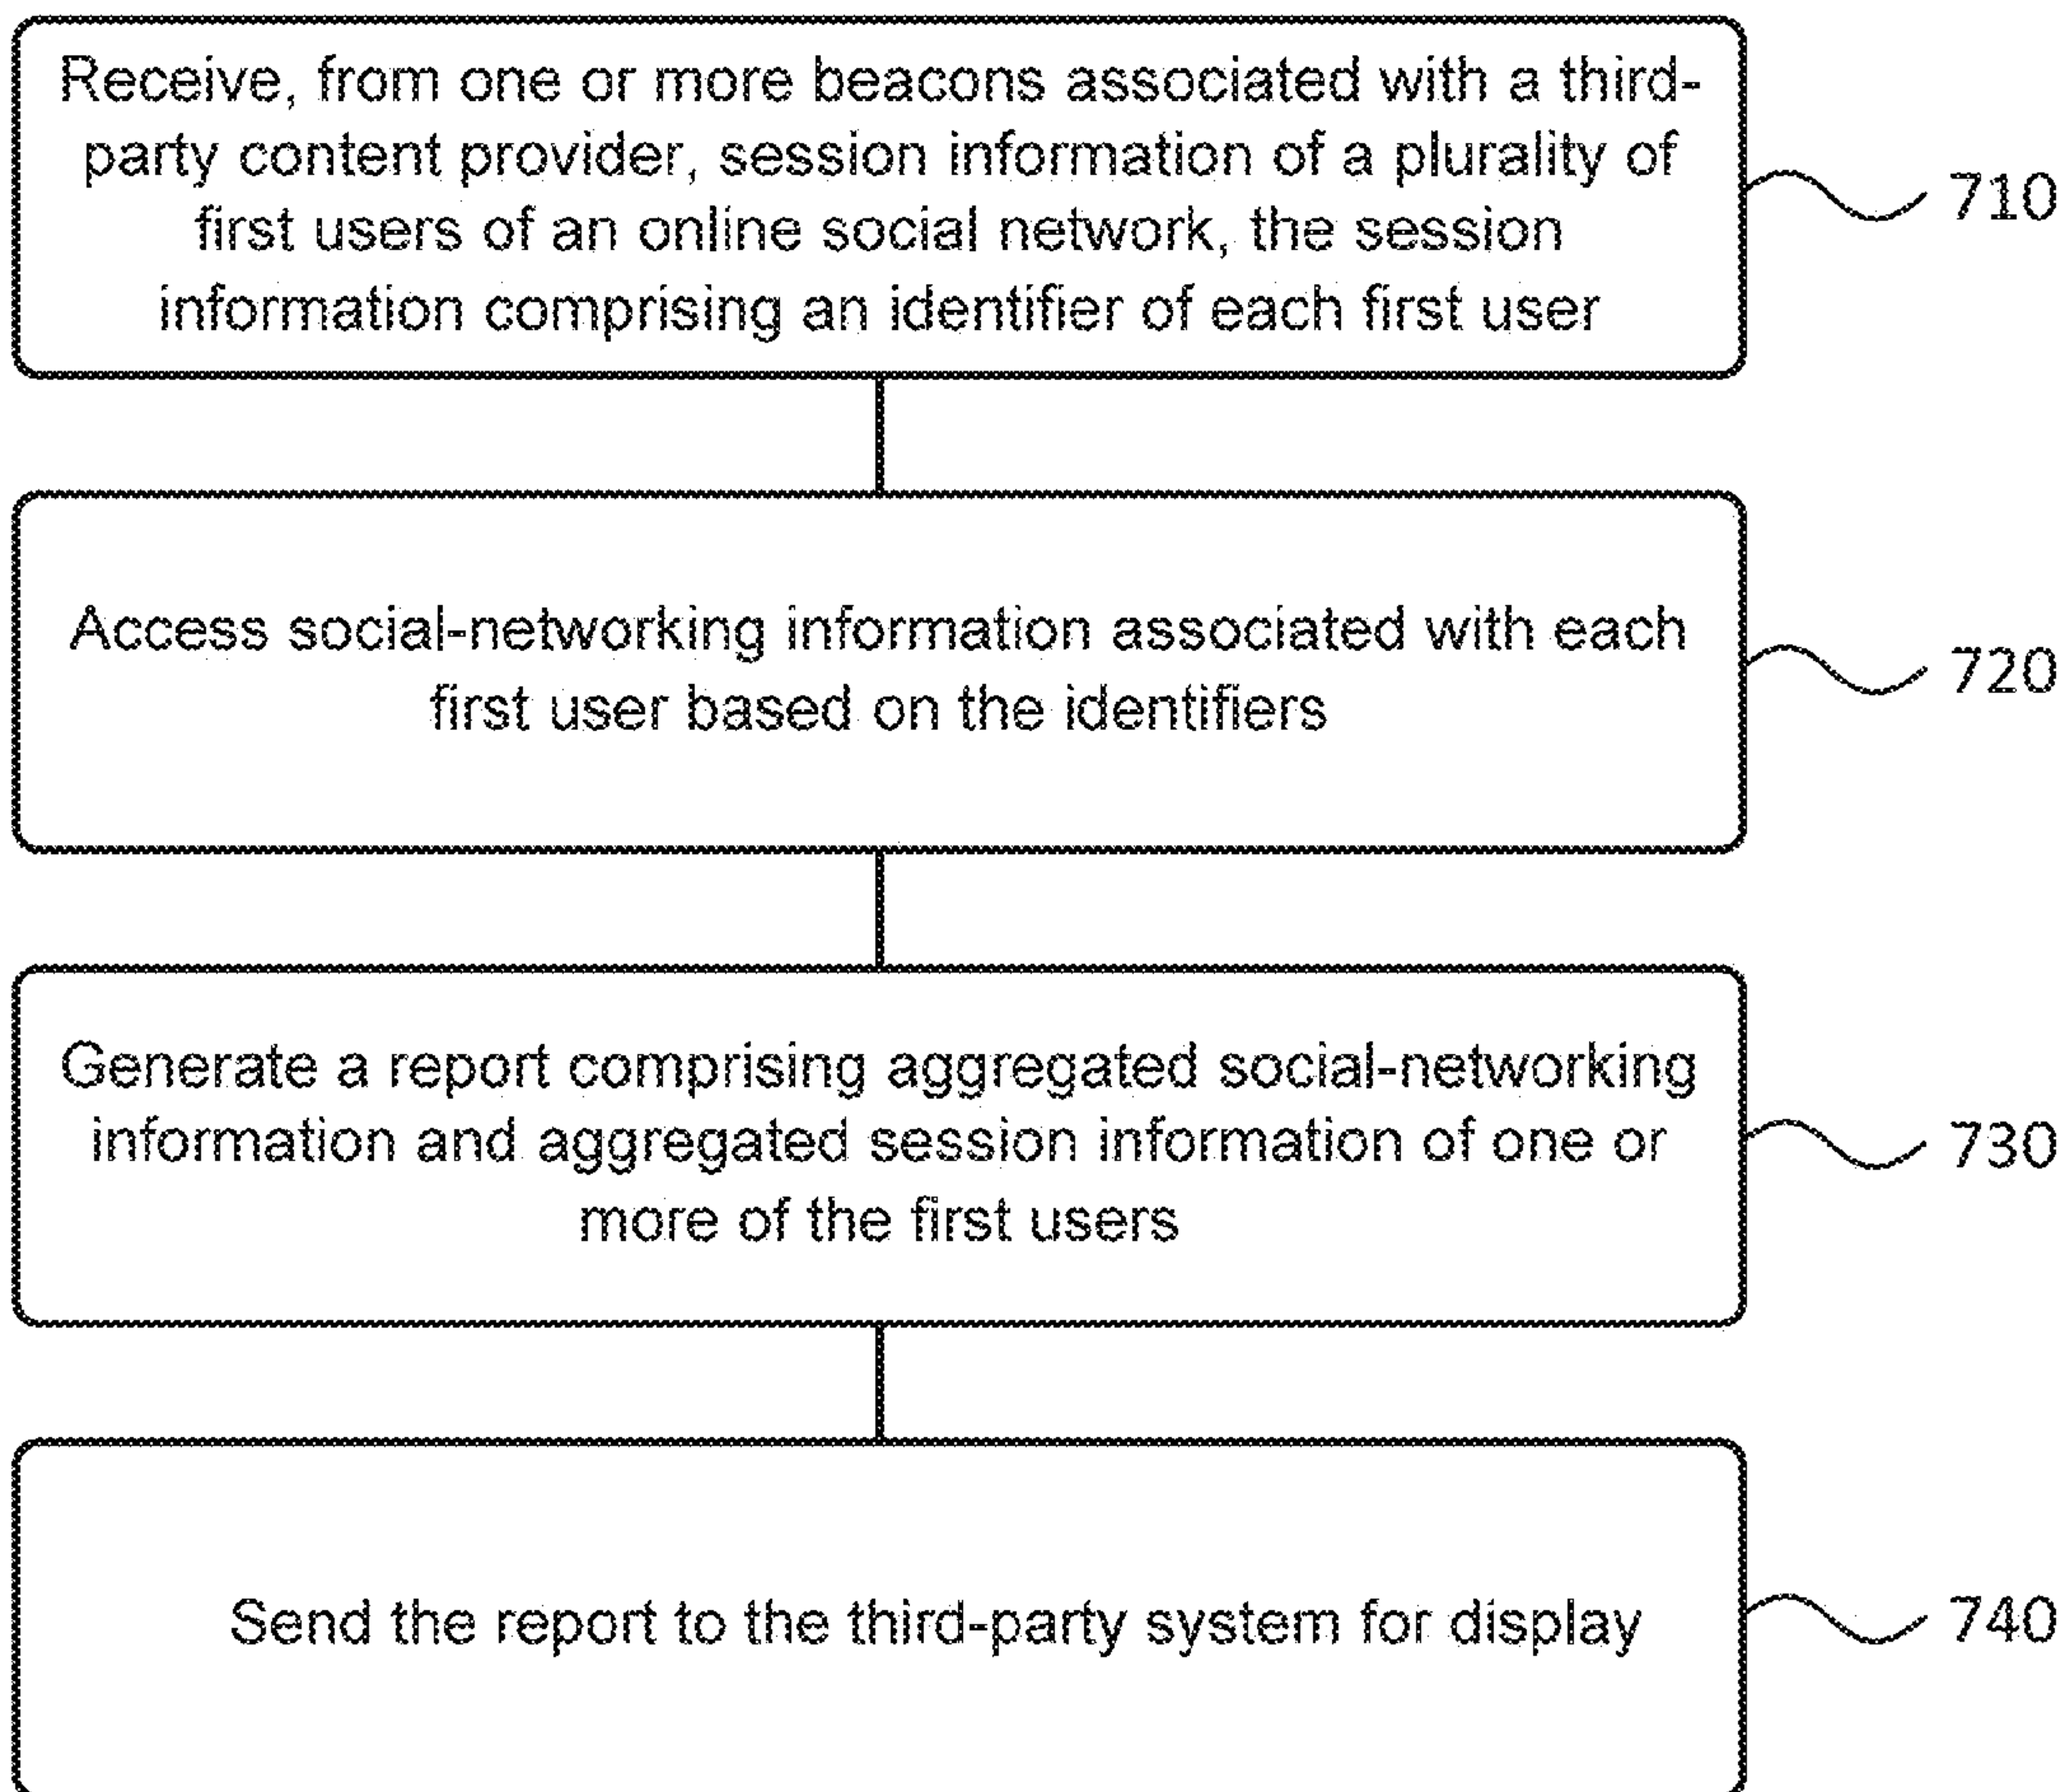 Receive, from one or more beacons associated with a third-
party content provider, session information of a plurality of
first users of an online social network, the session
information comprising an identifier of each first user
710
Access social-networking information associated with each
first user based on the identifiers
720
Generate a report comprising aggregated social-networking
information and aggregated session information of one or
more of the first users
730
Send the report to the third-party system for display
740